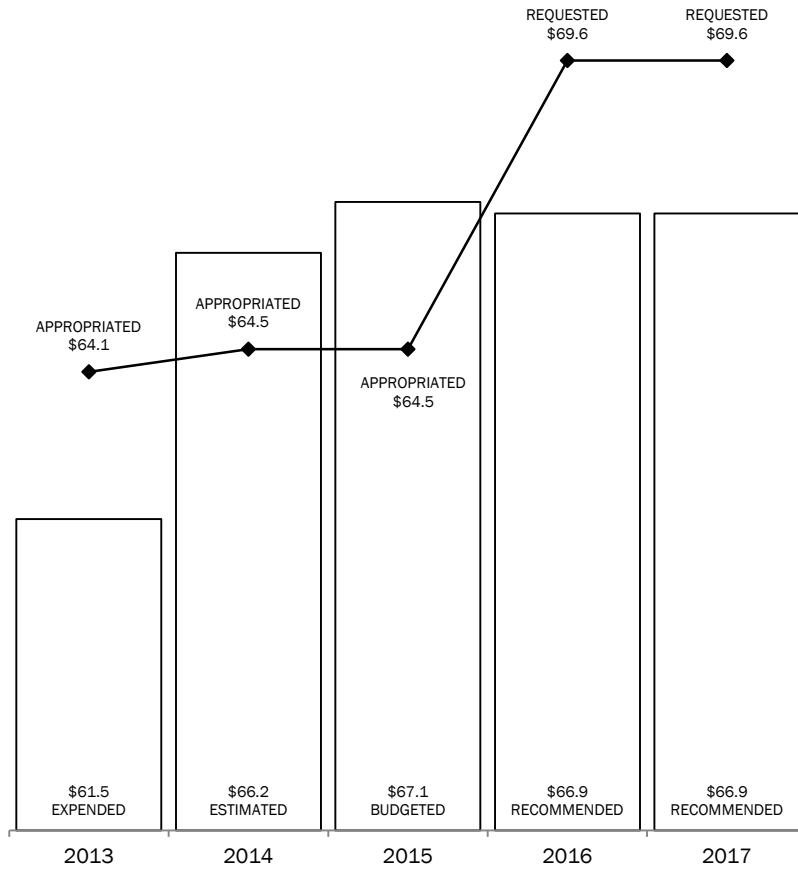 REQUESTED
$69.6
REQUESTED
$69.6
APPROPRIATED
$64.1
APPROPRIATED
$64.5
APPROPRIATED
$64.5
$61.5
EXPENDED
$66.2
ESTIMATED
$67.1
BUDGETED
$66.9
RECOMMENDED
$66.9
RECOMMENDED
2013
2014
2015
2016
2017